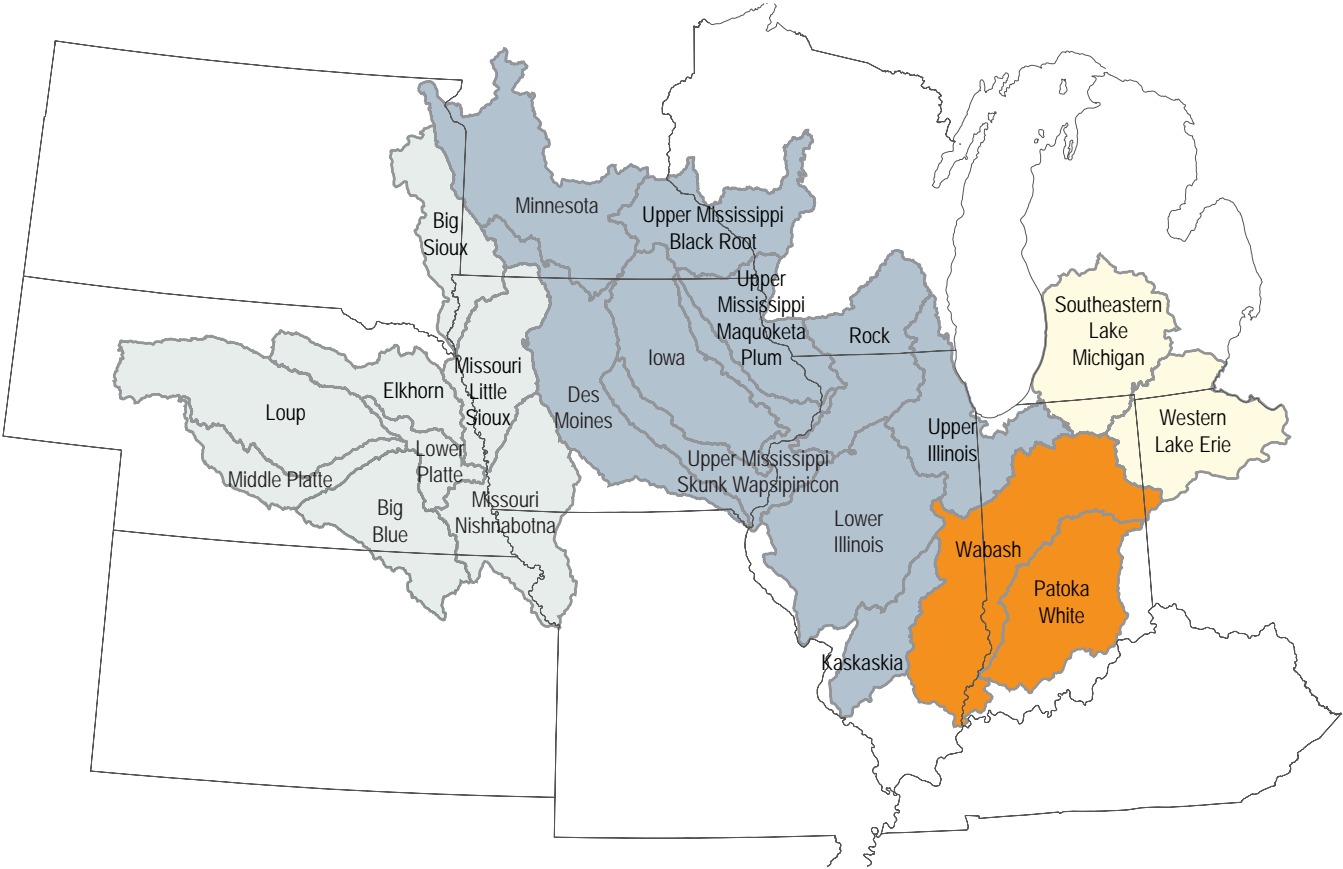 Minnesota
Upper Mississippi
Black Root
Big
Sioux
Upper
Mississippi
Maquoketa
Plum
Rock
Southeastern
Lake
Michigan
Iowa
Missouri
Little
Sioux
Elkhorn
Loup
Des
Moines
Upper
Illinois
Western
Lake Erie
Lower
Platte
Middle Platte
Upper Mississippi
Skunk Wapsipinicon
Big
Blue
Missouri
Nishnabotna
Lower
Illinois
Wabash
Patoka
White
Kaskaskia